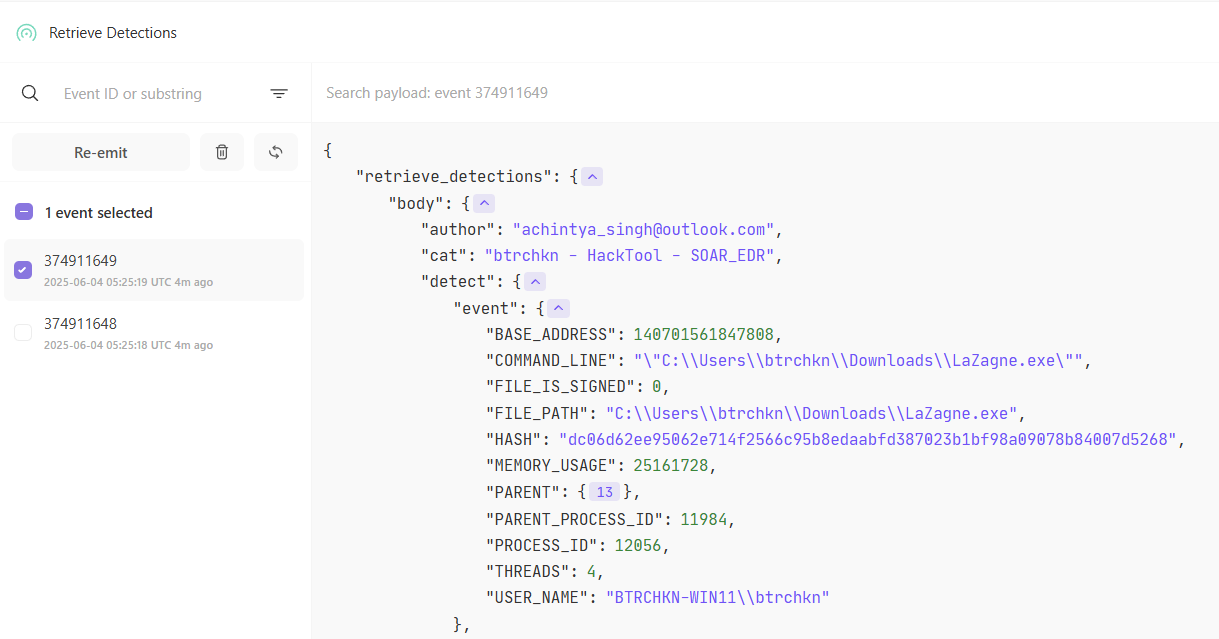 Retrieve Detections
Event ID or substring
Search payload: event 374911649
Re-emit
1 event selected
374911649
2025-06-04 05:25:19 UTC 4m ago
374911648
2025-06-04 05:25:18 UTC 4m ago
{
"retrieve_detections": {
"body": {
"author": "achintya_singh@outlook.com",
"cat": "btrchkn - HackTool - SOAR_EDR",
"detect": {
"event": {
"BASE_ADDRESS": 140701561847808,
"COMMAND_LINE": "\"C:\\Users\\btrchkn\\Downloads\\LaZagne.exe\"",
"FILE_IS_SIGNED": 0,
"FILE_PATH": "C:\\Users\\btrchkn\\Downloads\\LaZagne.exe",
"HASH": "dc06d62ee95062e714f2566c95b8edaabfd387023b1bf98a09078b84007d5268",
"MEMORY_USAGE": 25161728,
"PARENT": { 13 },
"PARENT_PROCESS_ID": 11984,
"PROCESS_ID": 12056,
"THREADS": 4,
"USER_NAME": "BTRCHKN-WIN11\\btrchkn"
},